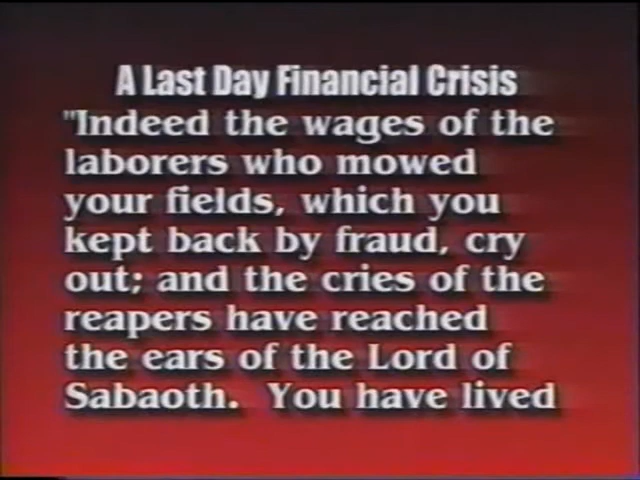 A Last Day Financial Crisis
"Indeed the wages of the
laborers who mowed
your fields, which you
kept back by fraud, cry
out; and the cries of the
reapers have reached
the ears of the Lord of
Sabaoth.  You have lived